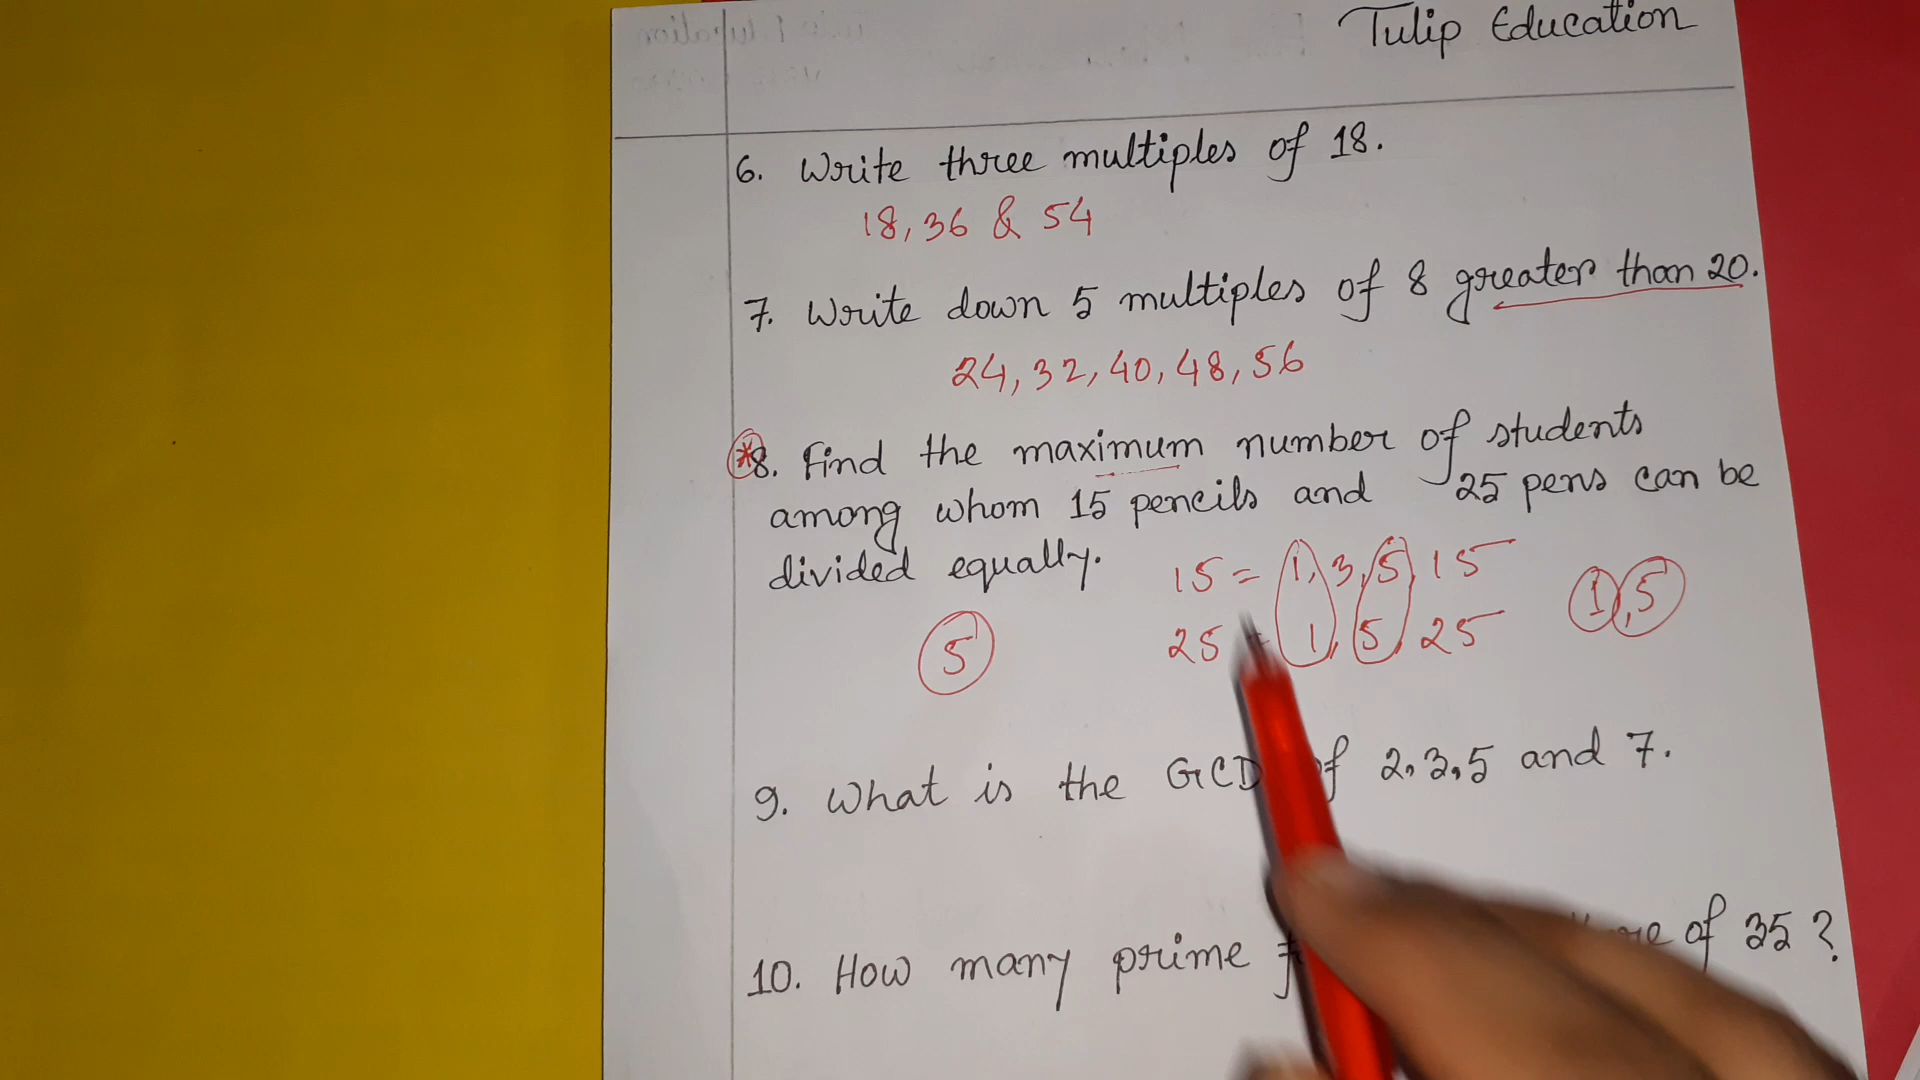 Tulip Education
6. Write three multiples of 18.
18, 36 & 54
7. Write down 5 multiples of 8 greater than 20.
24, 32, 40, 48, 56
*8. Find the maximum number of students
among whom 15 pencils and 25 pens can be
divided equally.
15 = 1, 3, 5, 15
25 = 1, 5, 25
1, 5
5
9. What is the GCD of 2, 3, 5 and 7.
10. How many prime of 35?